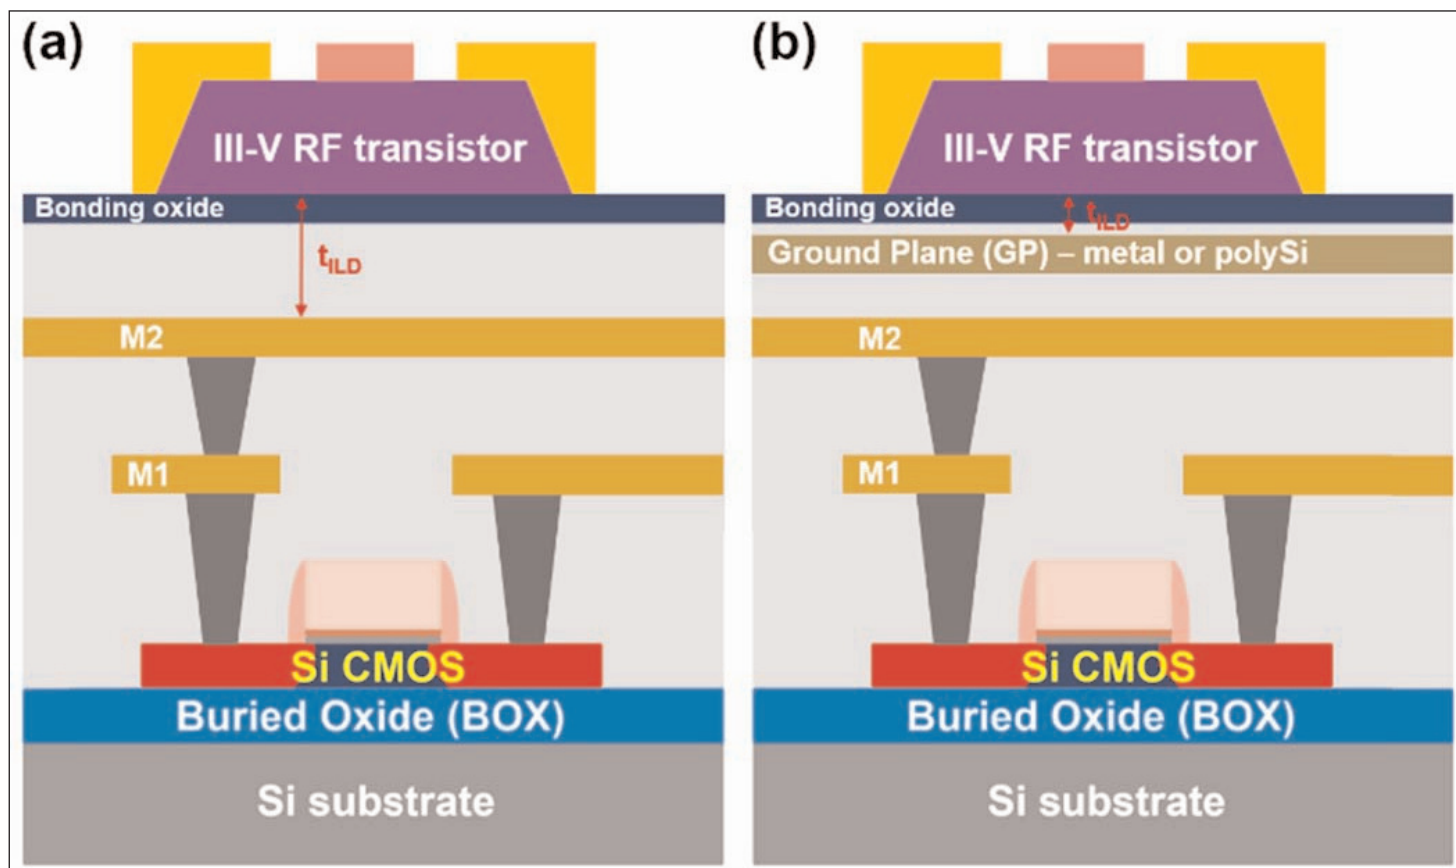 (a)
III-V RF transistor
Bonding oxide
tILD
M2
M1
Si CMOS
Buried Oxide (BOX)
Si substrate
(b)
III-V RF transistor
Bonding oxide
tILD
Ground Plane (GP) – metal or polySi
M2
M1
Si CMOS
Buried Oxide (BOX)
Si substrate